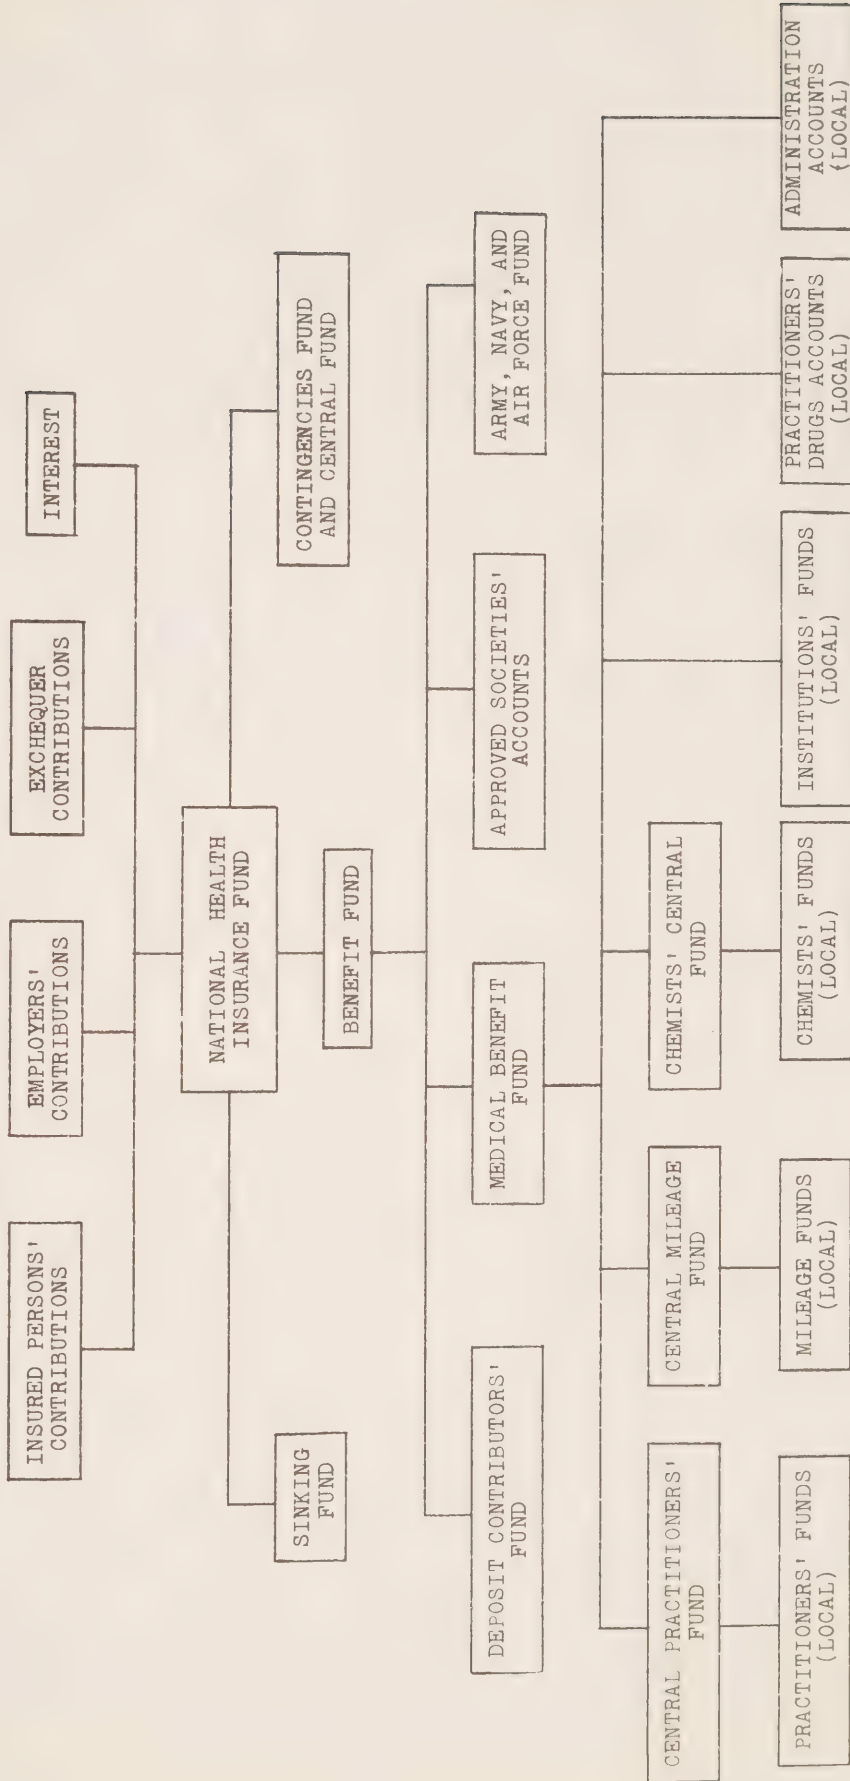 INSURED PERSONS'
CONTRIBUTIONS
EMPLOYERS'
CONTRIBUTIONS
EXCHEQUER
CONTRIBUTIONS
INTEREST
NATIONAL HEALTH
INSURANCE FUND
SINKING
FUND
BENEFIT FUND
CONTINGENCIES FUND
AND CENTRAL FUND
DEPOSIT CONTRIBUTORS'
FUND
MEDICAL BENEFIT
FUND
APPROVED SOCIETIES'
ACCOUNTS
ARMY, NAVY, AND
AIR FORCE FUND
CENTRAL PRACTITIONERS'
FUND
CENTRAL MILEAGE
FUND
CHEMISTS' CENTRAL
FUND
PRACTITIONERS' FUNDS
(LOCAL)
MILEAGE FUNDS
(LOCAL)
CHEMISTS' FUNDS
(LOCAL)
INSTITUTIONS' FUNDS
(LOCAL)
PRACTITIONERS'
DRUGS ACCOUNTS
(LOCAL)
ADMINISTRATION
ACCOUNTS
(LOCAL)